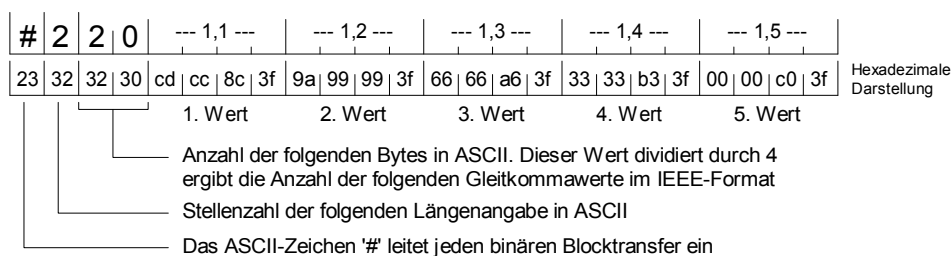 # 2 2 0 --- 1,1 --- --- 1,2 --- --- 1,3 --- --- 1,4 --- --- 1,5 ---
23 32 32 30 cd cc 8c 3f 9a 99 99 3f 66 66 a6 3f 33 33 b3 3f 00 00 c0 3f
Hexadezimale
Darstellung
1. Wert 2. Wert 3. Wert 4. Wert 5. Wert
Anzahl der folgenden Bytes in ASCII. Dieser Wert dividiert durch 4
ergibt die Anzahl der folgenden Gleitkommawerte im IEEE-Format
Stellenzahl der folgenden Längenangabe in ASCII
Das ASCII-Zeichen '#' leitet jeden binären Blocktransfer ein